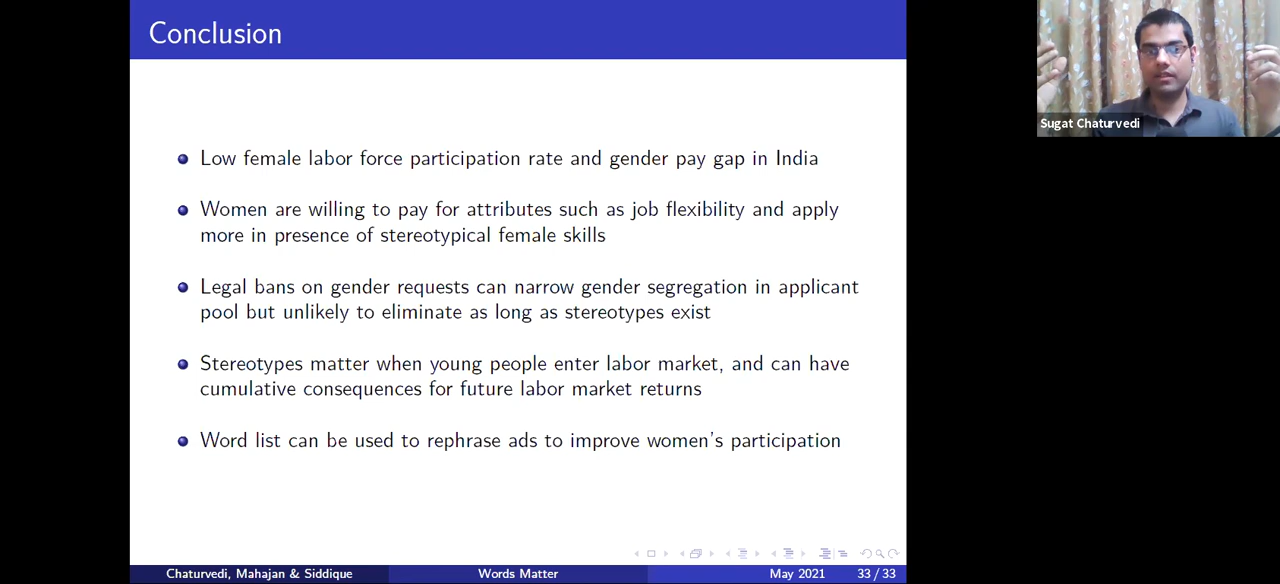 Conclusion
Sugat Chaturvedi
Low female labor force participation rate and gender pay gap in India
Women are willing to pay for attributes such as job flexibility and apply
more in presence of stereotypical female skills
Legal bans on gender requests can narrow gender segregation in applicant
pool but unlikely to eliminate as long as stereotypes exist
Stereotypes matter when young people enter labor market, and can have
cumulative consequences for future labor market returns
Word list can be used to rephrase ads to improve women's participation
Chaturvedi, Mahajan & Siddique Words Matter May 2021 33 / 33